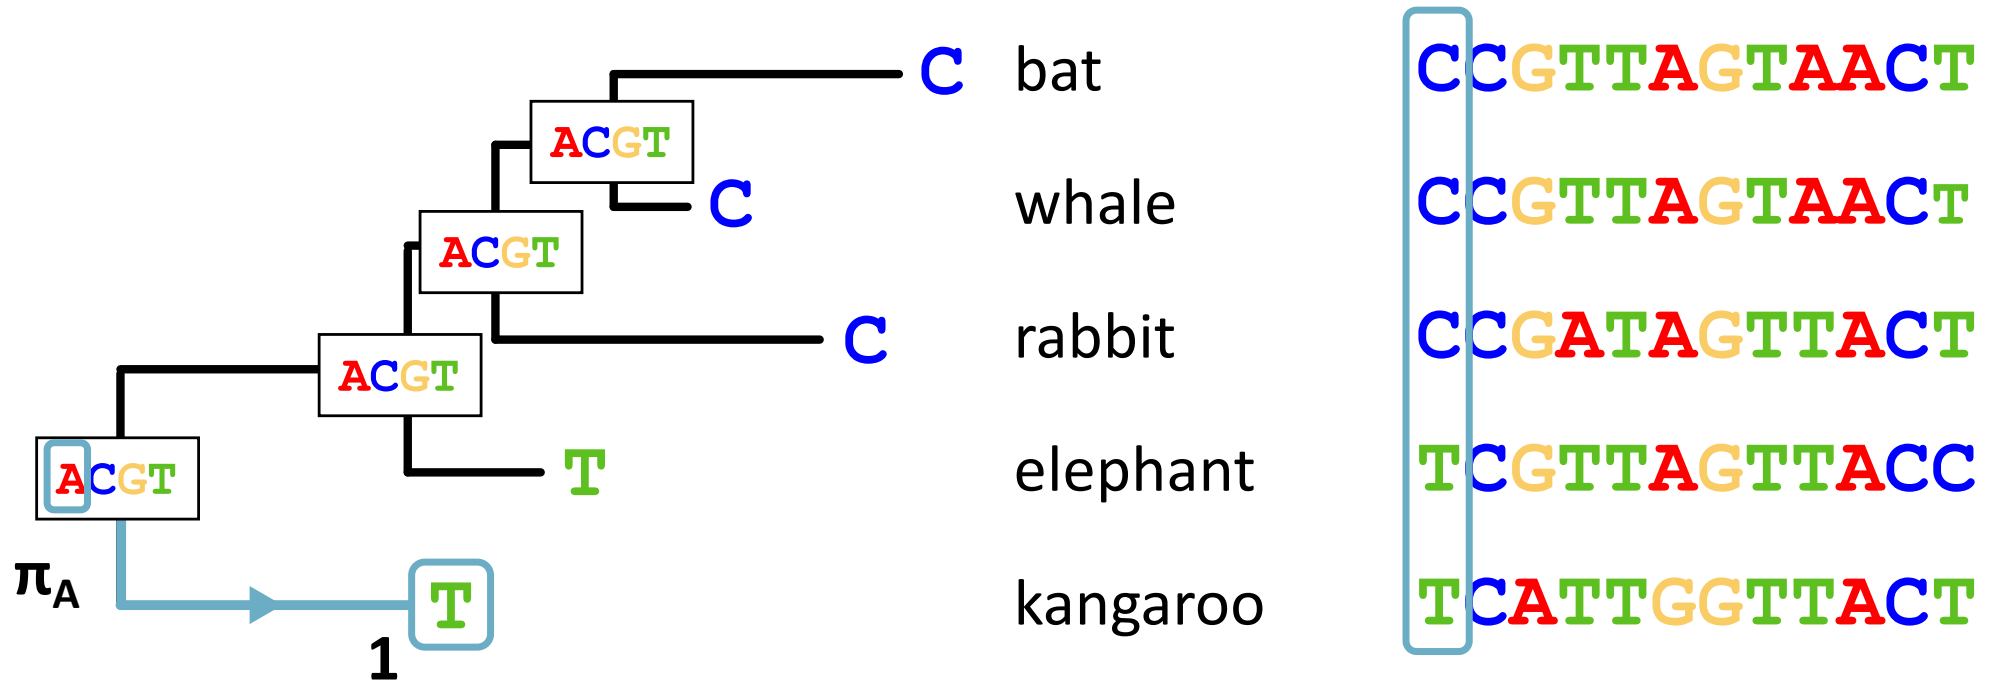 C bat CCGTTAGTAACT
ACGT
C whale CCGTTAGTAACT
ACGT
C rabbit CCGATAGTTACT
ACGT
T elephant TCGTTAGTTACC
ACGT
πA
T kangaroo TCATTGGTTACT
1